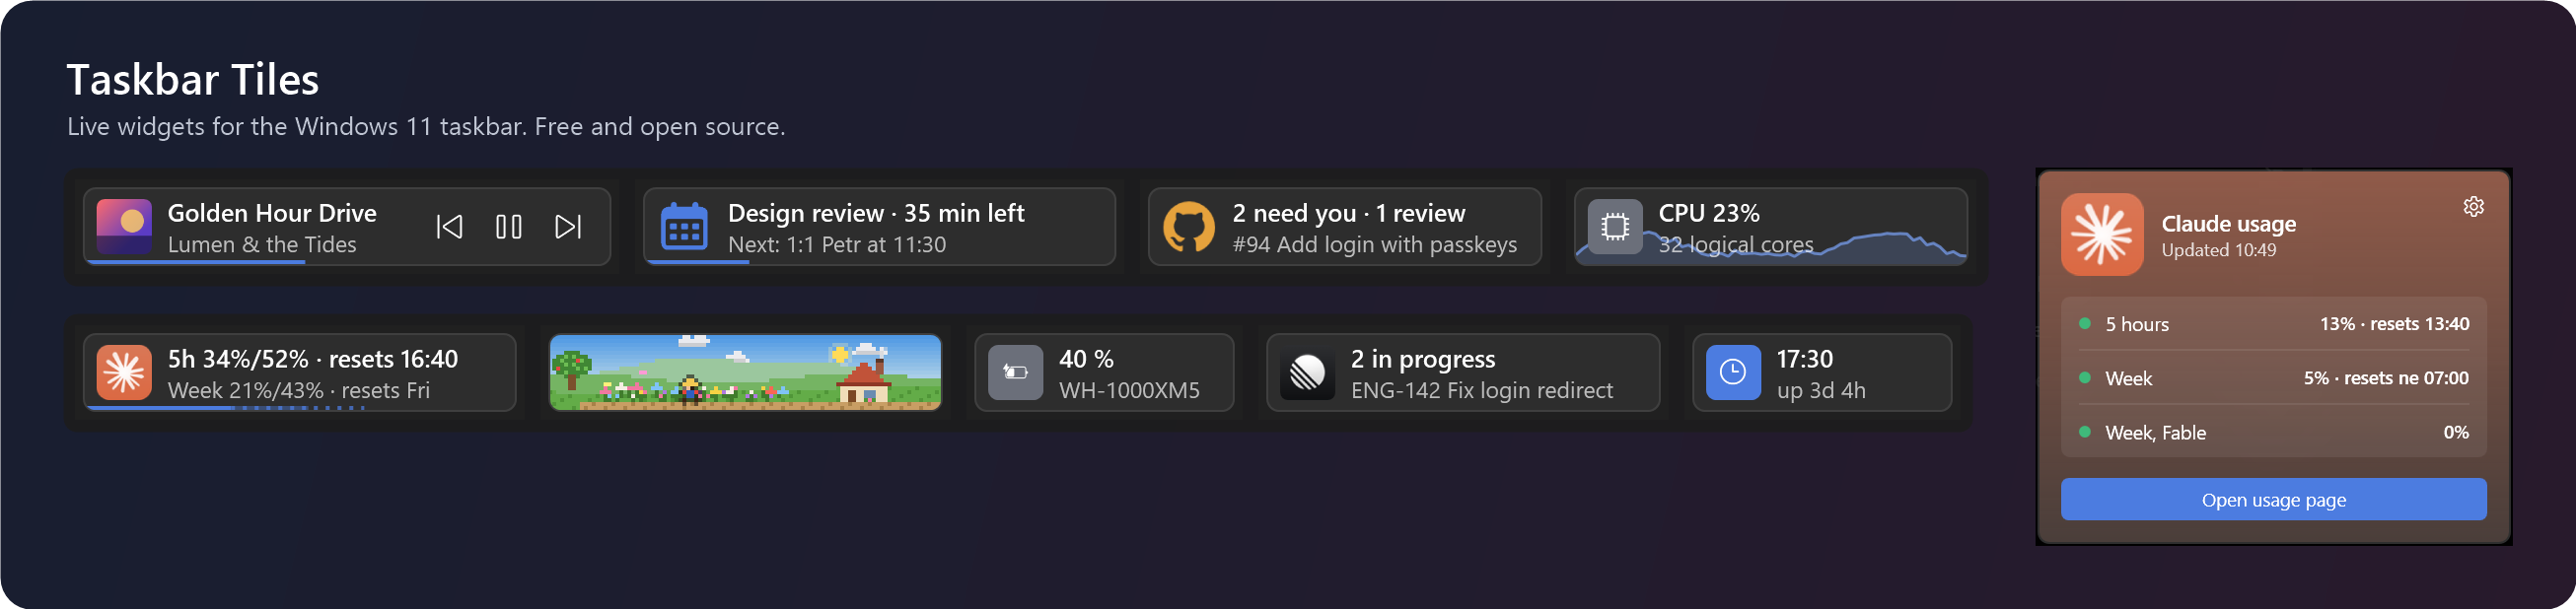 Taskbar Tiles
Live widgets for the Windows 11 taskbar. Free and open source.
Golden Hour Drive
Lumen & the Tides
Design review · 35 min left
Next: 1:1 Petr at 11:30
2 need you · 1 review
#94 Add login with passkeys
CPU 23%
32 logical cores
5h 34%/52% · resets 16:40
Week 21%/43% · resets Fri
40 %
WH-1000XM5
2 in progress
ENG-142 Fix login redirect
17:30
up 3d 4h
Claude usage
Updated 10:49
5 hours 13% · resets 13:40
Week 5% · resets ne 07:00
Week, Fable 0%
Open usage page